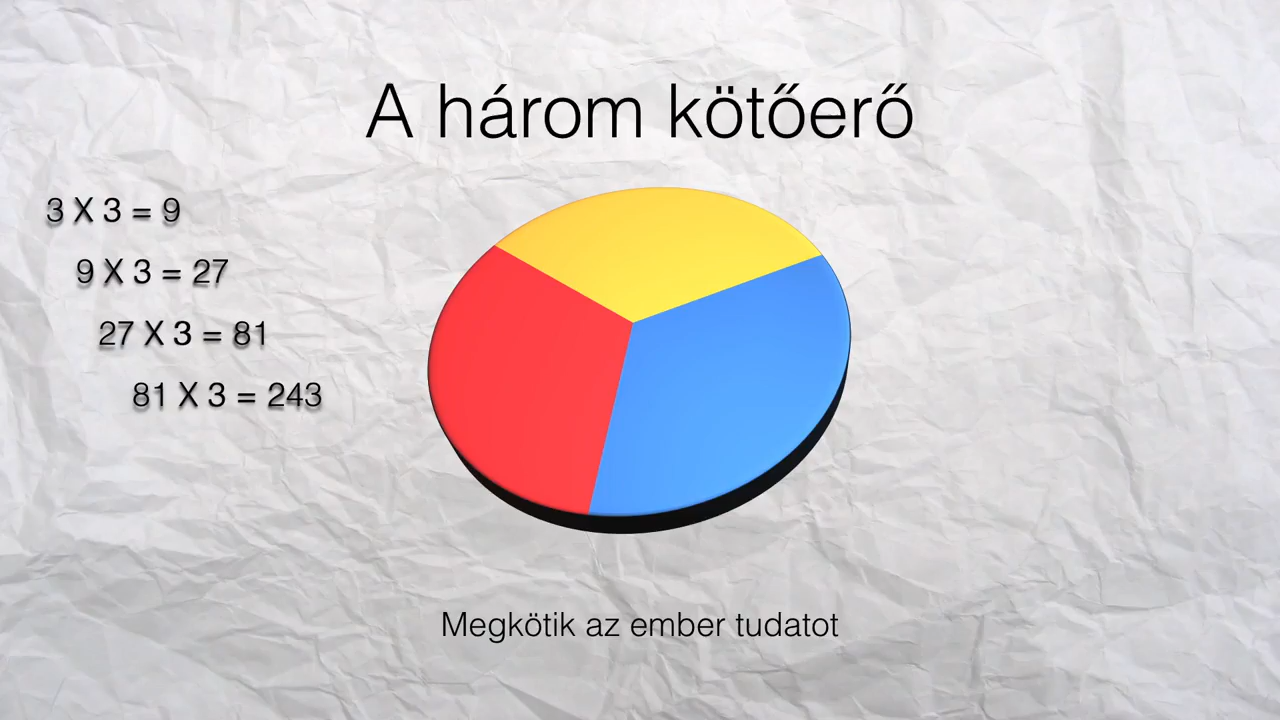 A három kötőerő
3 X 3 = 9
9 X 3 = 27
27 X 3 = 81
81 X 3 = 243
Megkötik az ember tudatot